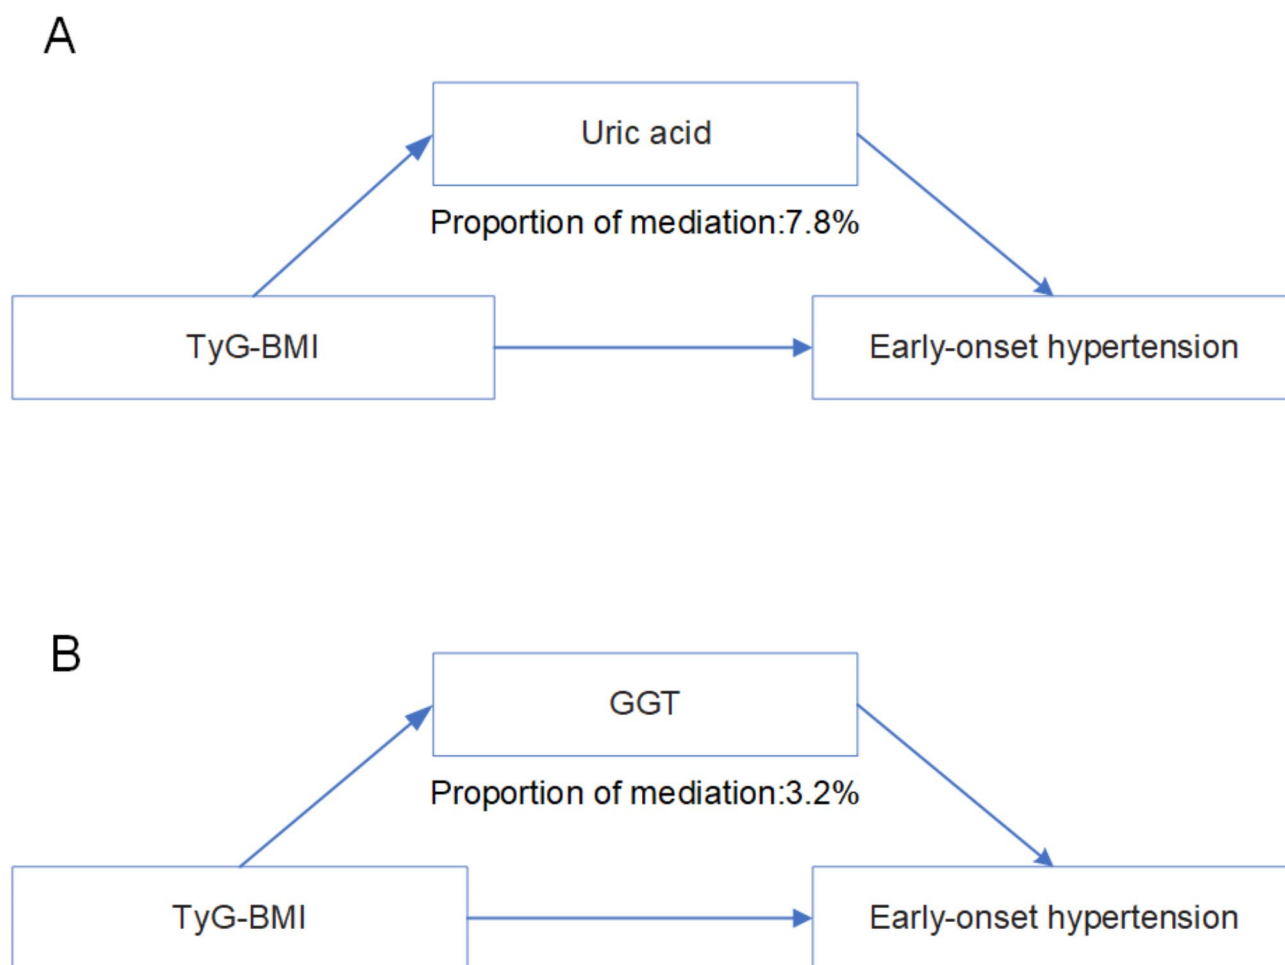 A
Uric acid
Proportion of mediation:7.8%
TyG-BMI
Early-onset hypertension
B
GGT
Proportion of mediation:3.2%
TyG-BMI
Early-onset hypertension